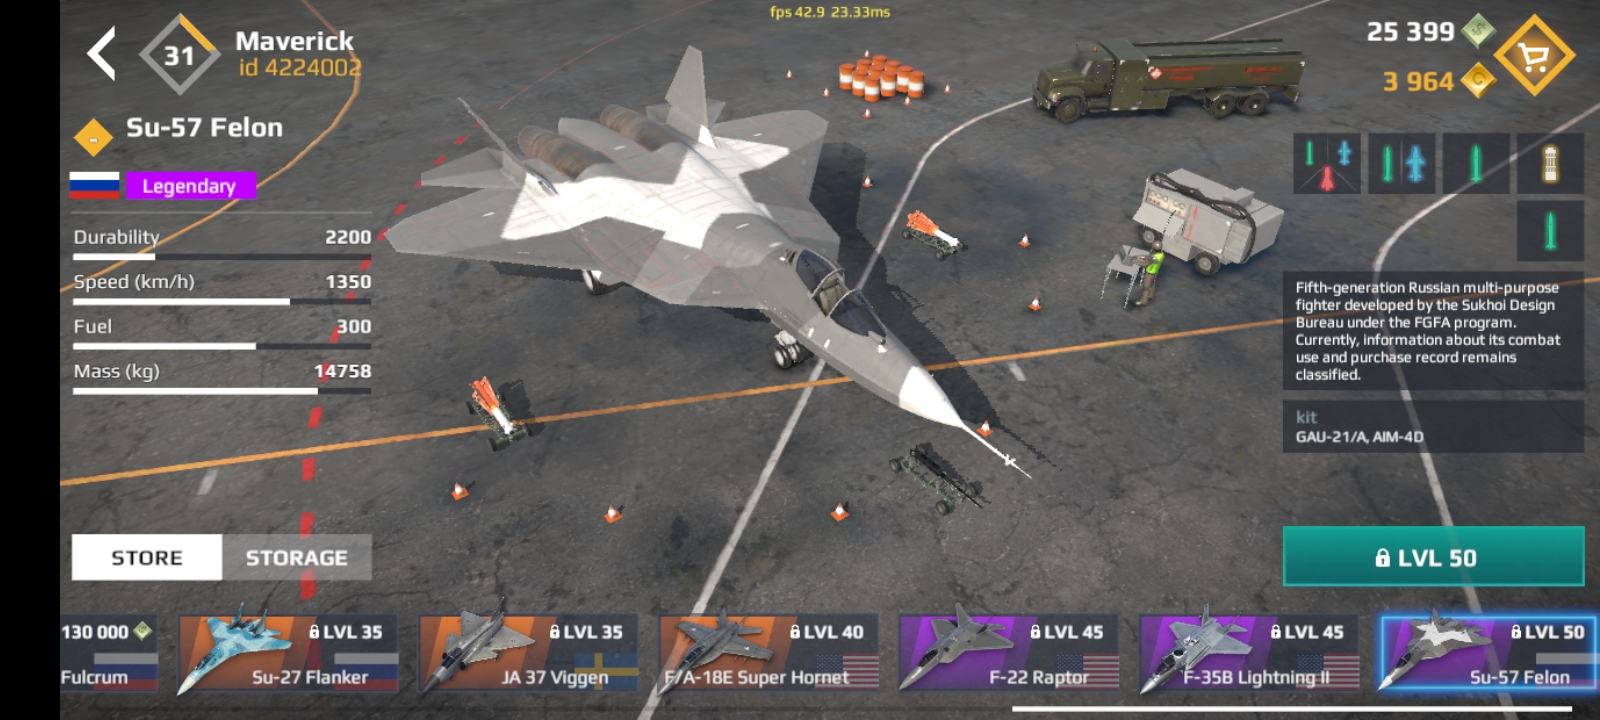 fps 42.9 23.33ms
31
Maverick
id 4224002
25 399
3 964
Su-57 Felon
Legendary
Durability 2200
Speed (km/h) 1350
Fuel 300
Mass (kg) 14758
Fifth-generation Russian multi-purpose
fighter developed by the Sukhoi Design
Bureau under the FGFA program.
Currently, information about its combat
use and purchase record remains
classified.
kit
GAU-21/A, AIM-4D
STORE STORAGE
LVL 50
130 000
Fulcrum
LVL 35
Su-27 Flanker
LVL 35
JA 37 Viggen
LVL 40
F/A-18E Super Hornet
LVL 45
F-22 Raptor
LVL 45
F-35B Lightning II
LVL 50
Su-57 Felon